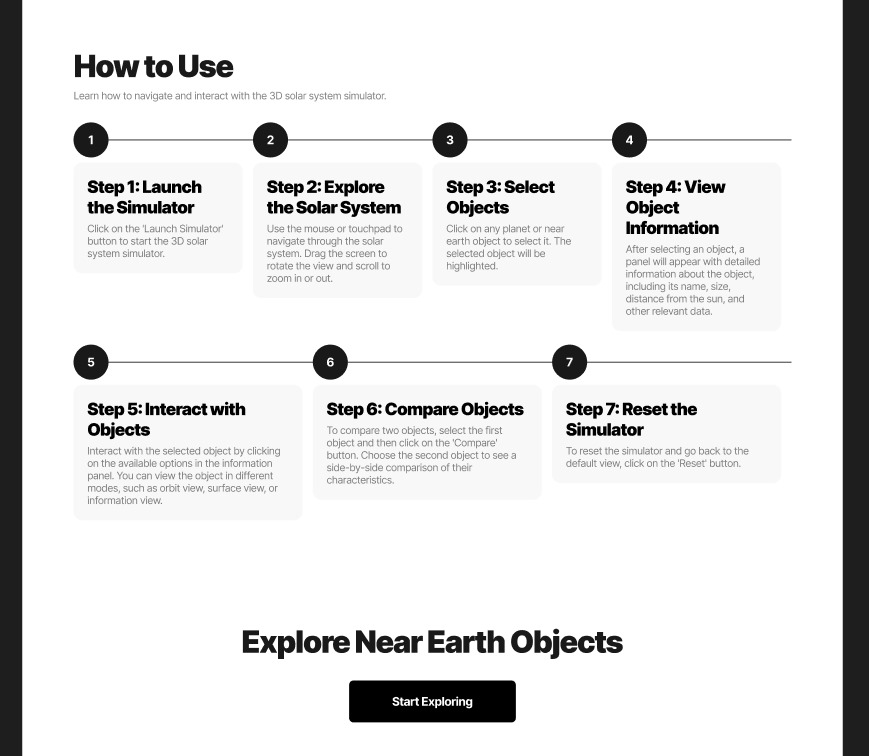 How to Use
Learn how to navigate and interact with the 3D solar system simulator.
1
Step 1: Launch
the Simulator
Click on the 'Launch Simulator'
button to start the 3D solar
system simulator.
2
Step 2: Explore
the Solar System
Use the mouse or touchpad to
navigate through the solar
system. Drag the screen to
rotate the view and scroll to
zoom in or out.
3
Step 3: Select
Objects
Click on any planet or near
earth object to select it. The
selected object will be
highlighted.
4
Step 4: View
Object
Information
After selecting an object, a
panel will appear with detailed
information about the object,
including its name, size,
distance from the sun, and
other relevant data.
5
Step 5: Interact with
Objects
Interact with the selected object by clicking
on the available options in the information
panel. You can view the object in different
modes, such as orbit view, surface view, or
information view.
6
Step 6: Compare Objects
To compare two objects, select the first
object and then click on the 'Compare'
button. Choose the second object to see a
side-by-side comparison of their
characteristics.
7
Step 7: Reset the
Simulator
To reset the simulator and go back to the
default view, click on the 'Reset' button.
Explore Near Earth Objects
Start Exploring